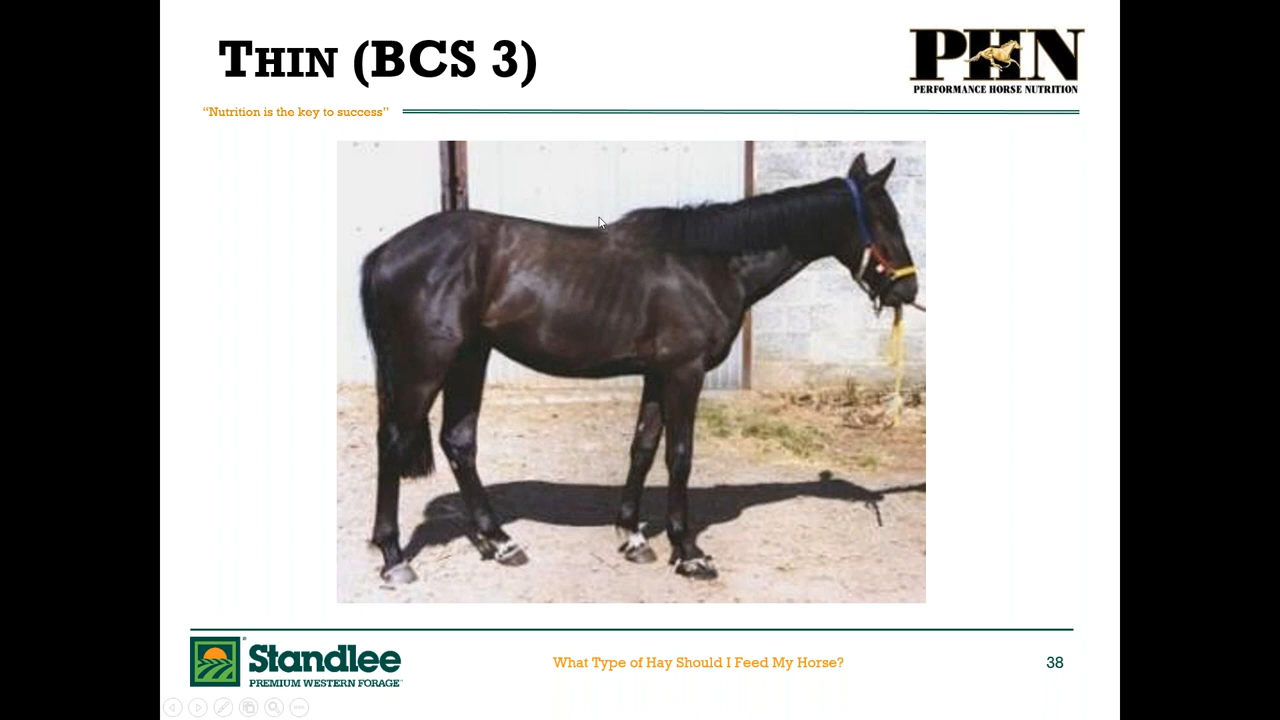 THIN (BCS 3)
PHN
PERFORMANCE HORSE NUTRITION
“Nutrition is the key to success”
Standlee®
PREMIUM WESTERN FORAGE™
What Type of Hay Should I Feed My Horse?
38